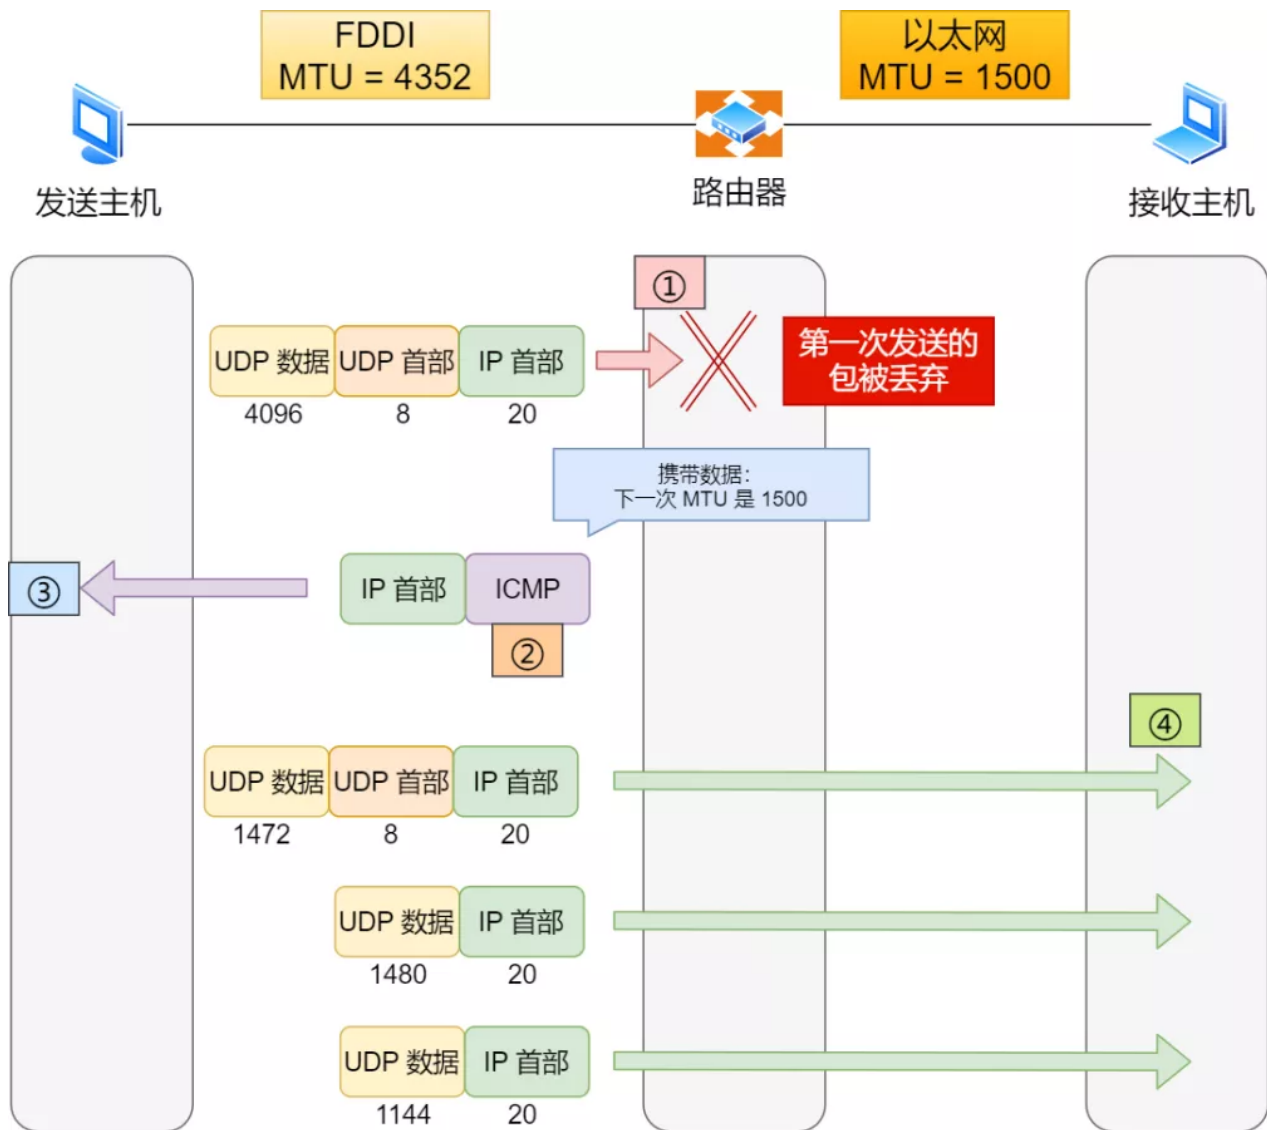 FDDI
MTU = 4352
以太网
MTU = 1500
发送主机
路由器
接收主机
①
UDP 数据
UDP 首部
IP 首部
4096
8
20
第一次发送的
包被丢弃
携带数据：
下一次 MTU 是 1500
③
IP 首部
ICMP
②
④
UDP 数据
UDP 首部
IP 首部
1472
8
20
UDP 数据
IP 首部
1480
20
UDP 数据
IP 首部
1144
20